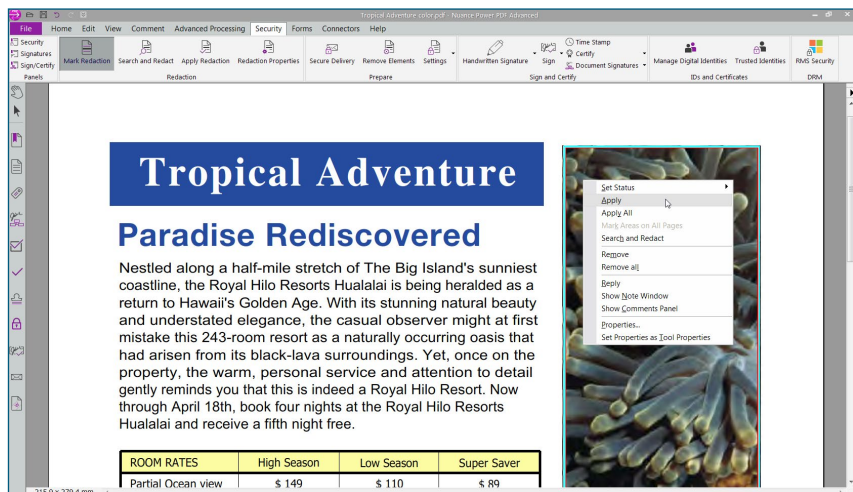 Tropical Adventure color.pdf - Nuance Power PDF Advanced
File Home Edit View Comment Advanced Processing Security Forms Connectors Help
Security
Signatures
Sign/Certify
Panels
Mark Redaction Search and Redact Apply Redaction Redaction Properties
Redaction
Secure Delivery Remove Elements Settings
Prepare
Handwritten Signature Sign
Time Stamp
Certify
Document Signatures
Sign and Certify
Manage Digital Identities Trusted Identities
IDs and Certificates
RMS Security
DRM
Tropical Adventure
Paradise Rediscovered
Nestled along a half-mile stretch of The Big Island's sunniest
coastline, the Royal Hilo Resorts Hualalai is being heralded as a
return to Hawaii's Golden Age. With its stunning natural beauty
and understated elegance, the casual observer might at first
mistake this 243-room resort as a naturally occurring oasis that
had arisen from its black-lava surroundings. Yet, once on the
property, the warm, personal service and attention to detail
gently reminds you that this is indeed a Royal Hilo Resort. Now
through April 18th, book four nights at the Royal Hilo Resorts
Hualalai and receive a fifth night free.
ROOM RATES High Season Low Season Super Saver
Partial Ocean view $ 149 $ 110 $ 89
Set Status
Apply
Apply All
Mark Areas on All Pages
Search and Redact
Remove
Remove all
Reply
Show Note Window
Show Comments Panel
Properties...
Set Properties as Tool Properties
215.9 x 279.4 mm